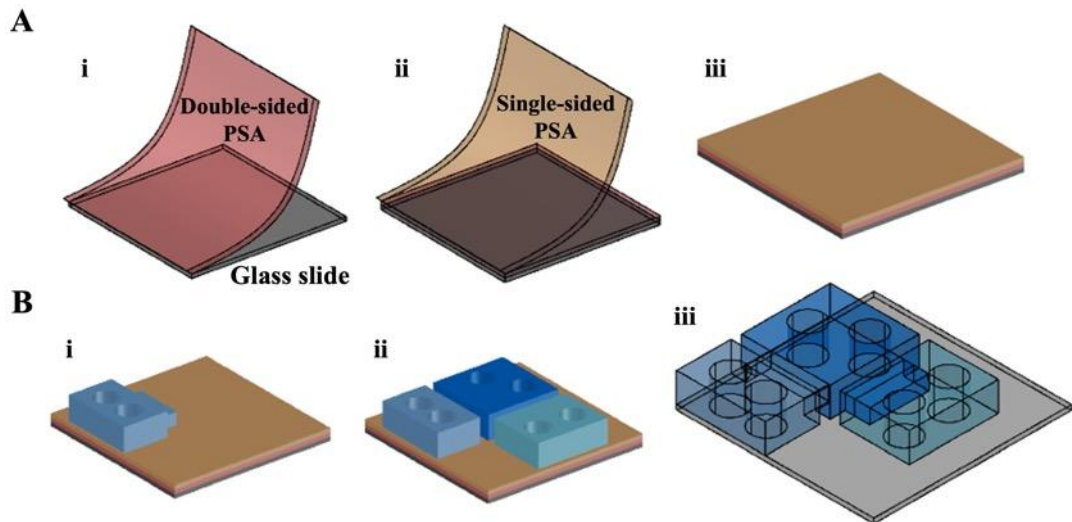 A
i
ii
iii
Double-sided
PSA
Single-sided
PSA
Glass slide
B
i
ii
iii